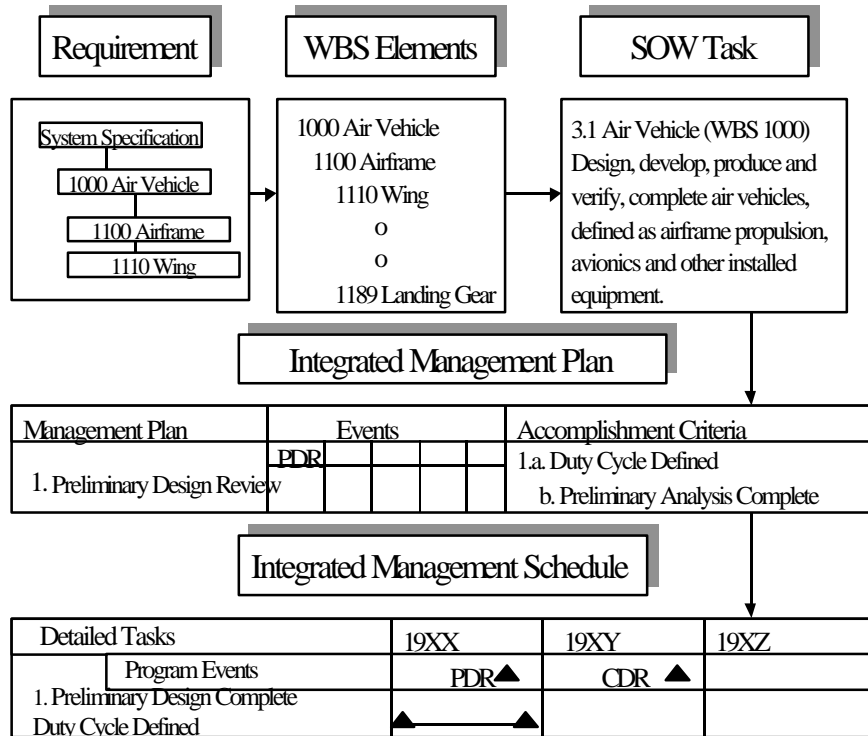 Requirement
WBS Elements
SOW Task
System Specification
1000 Air Vehicle
1100 Airframe
1110 Wing
1000 Air Vehicle
1100 Airframe
1110 Wing
o
o
1189 Landing Gear
3.1 Air Vehicle (WBS 1000)
Design, develop, produce and
verify, complete air vehicles,
defined as airframe propulsion,
avionics and other installed
equipment.
Integrated Management Plan
Management Plan
Events
Accomplishment Criteria
PDR
1. Preliminary Design Review
1.a. Duty Cycle Defined
b. Preliminary Analysis Complete
Integrated Management Schedule
Detailed Tasks
19XX
19XY
19XZ
Program Events
PDR
CDR
1. Preliminary Design Complete
Duty Cycle Defined